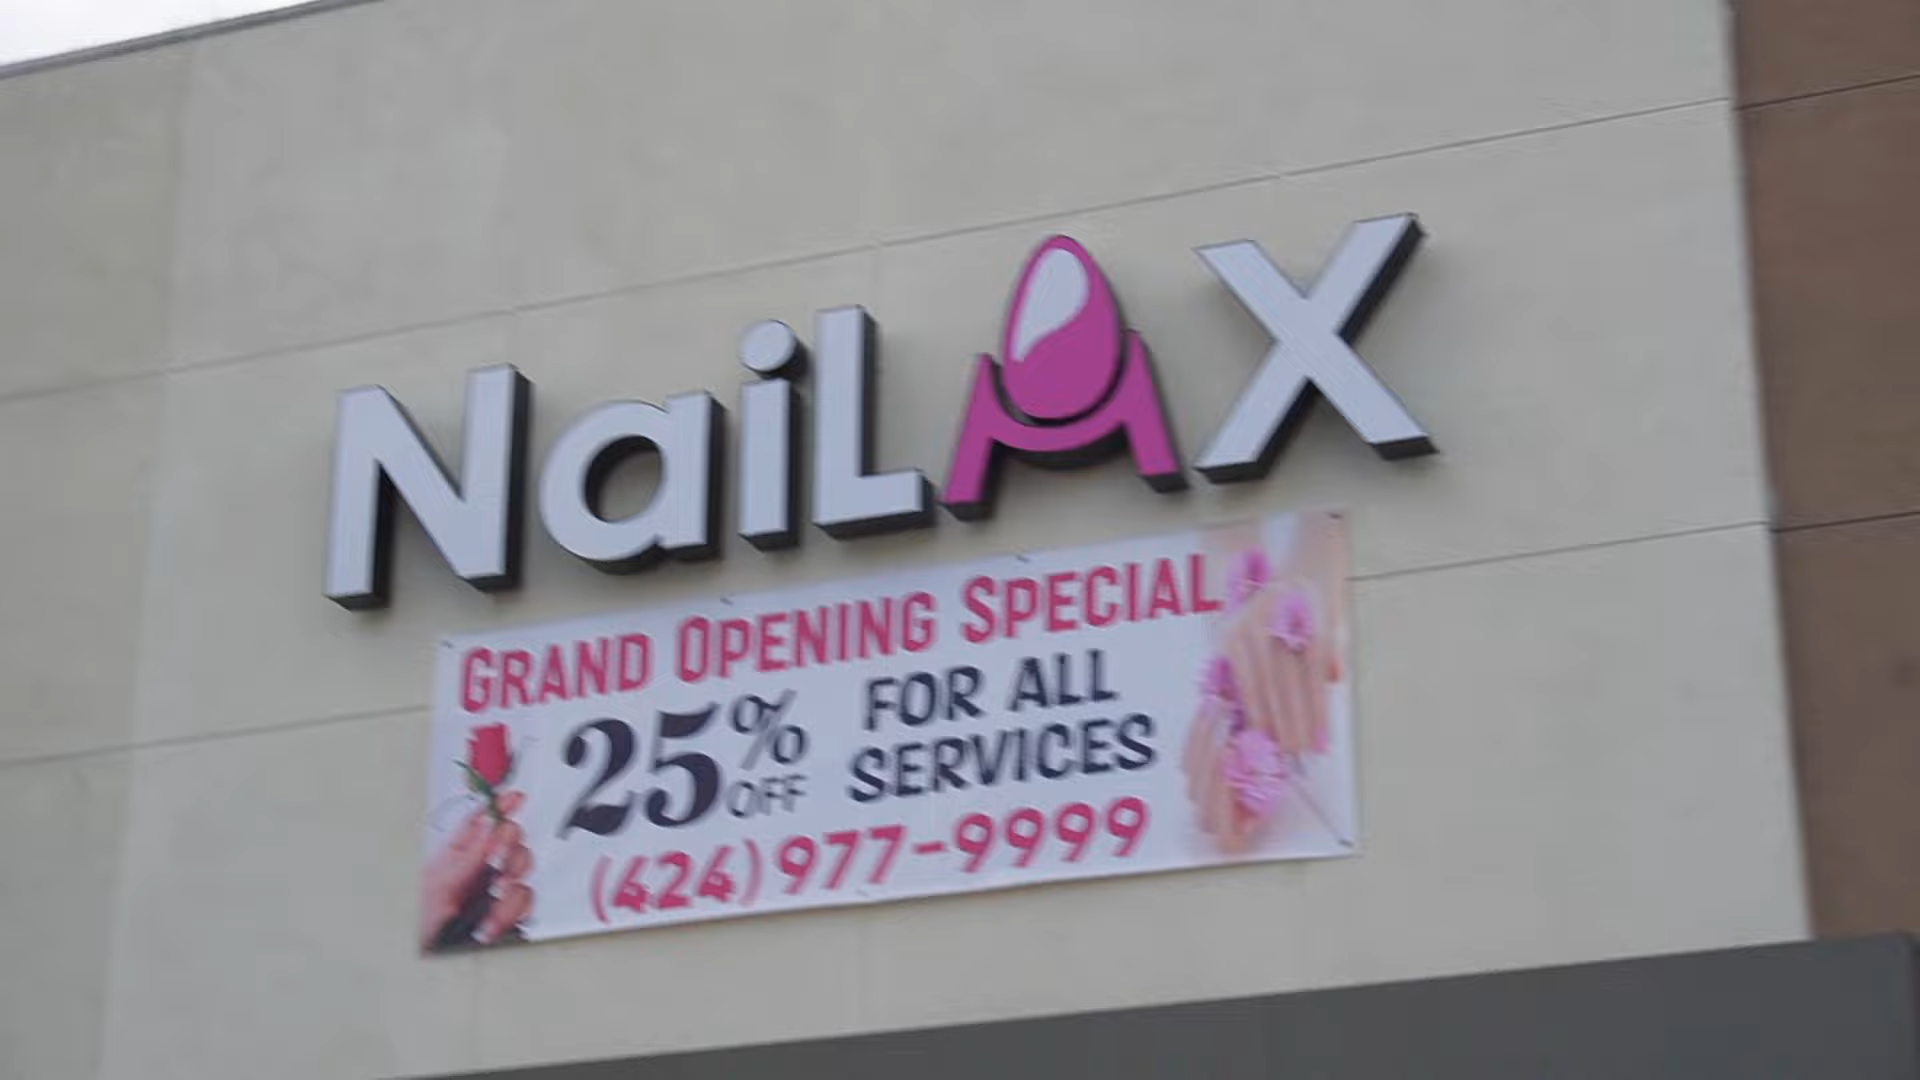 NaiLAX
GRAND OPENING SPECIAL
25% OFF FOR ALL SERVICES
(424)977-9999